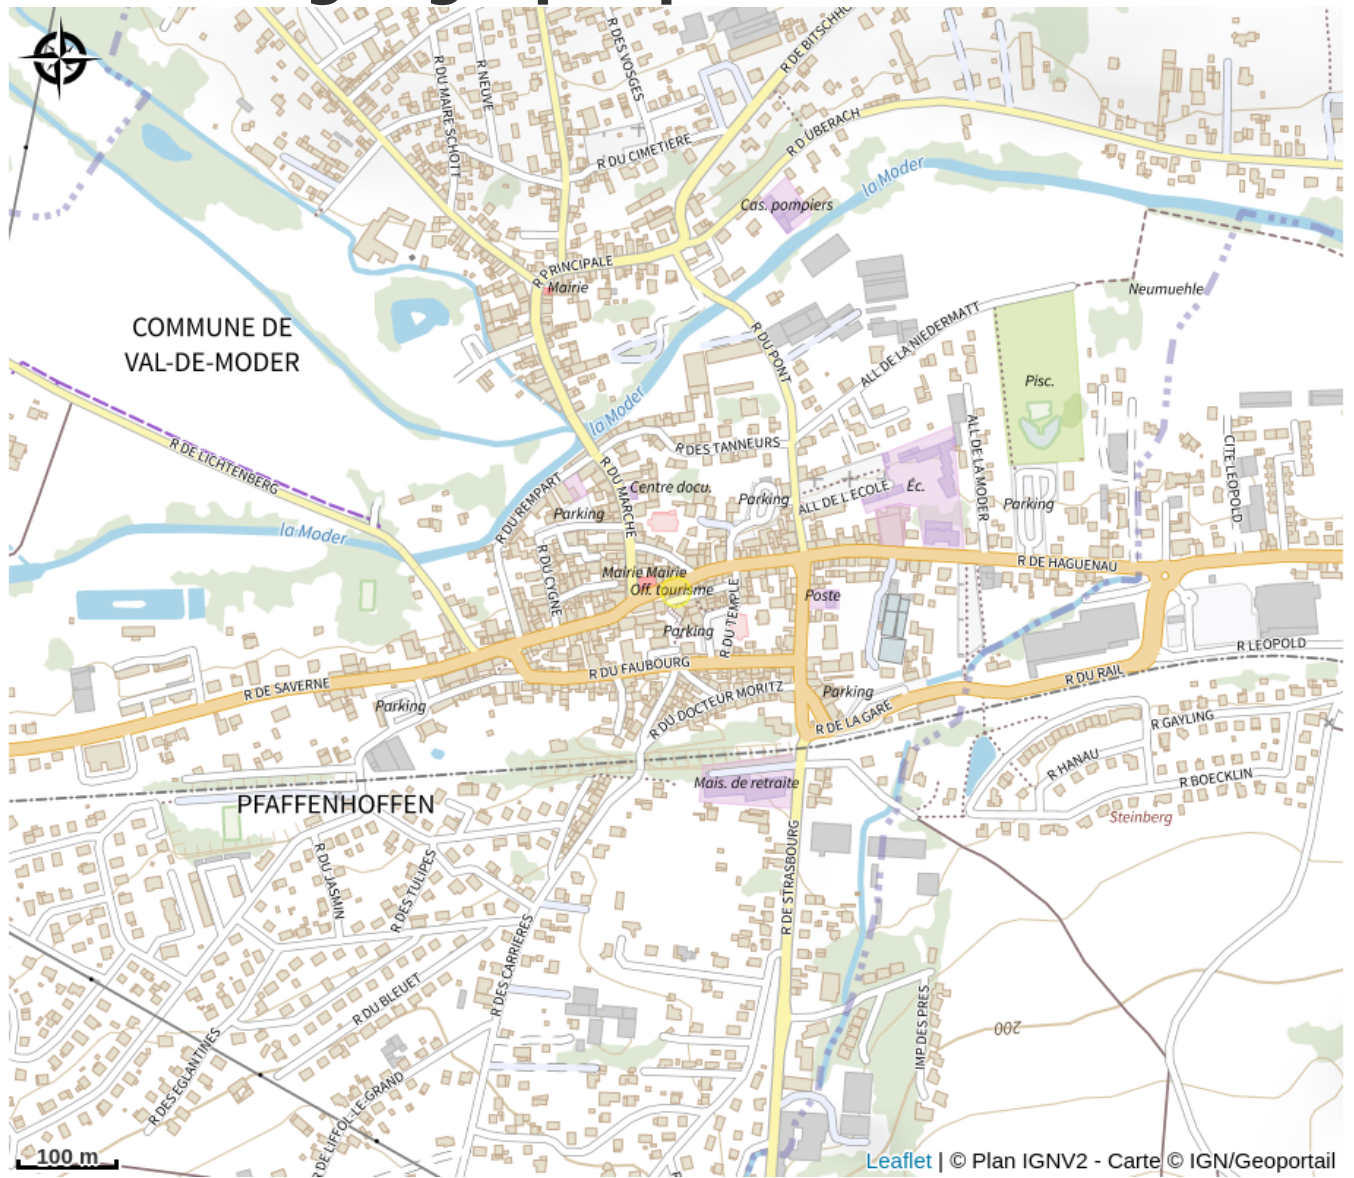 R DES VOSGES
R DE BITSCHHO
R DU MAIRE SCHOTT
R NEUVE
R DU CIMETIERE
R D'UBERACH
la Moder
Cas. pompiers
R PRINCIPALE
Mairie
Neumuehle
COMMUNE DE
VAL-DE-MODER
R DU PONT
ALL DE LA NIEDERMATT
Pisc.
la Moder
R DE LICHTENBERG
R DES TANNEURS
ALL DE LA MODER
CITE LEOPOLD
R DU MARCHE
Centre docu.
Parking
Éc.
ALL DE L'ECOLE
Parking
R DU REMPART
Parking
la Moder
R DE HAGUENAU
R DU CYGNE
Mairie Mairie
Off. tourisme
R DU TEMPLE
Poste
Parking
R LEOPOLD
R DU FAUBOURG
R DE SAVERNE
R DU RAIL
R DU DOCTEUR MORITZ
Parking
Parking
R DE LA GARE
R GAYLING
R HANAU
R BOECKLIN
Mais. de retraite
PFAFFENHOFFEN
Steinberg
R DU JASMIN
R DES TULIPES
R DE STRASBOURG
R DES CARRIERES
R DU BLEUET
IMP DES PRES
200
R DES EGLANTINES
R DE LIFFOL-LE-GRAND
100 m
Leaflet | © Plan IGNV2 - Carte © IGN/Geoportail